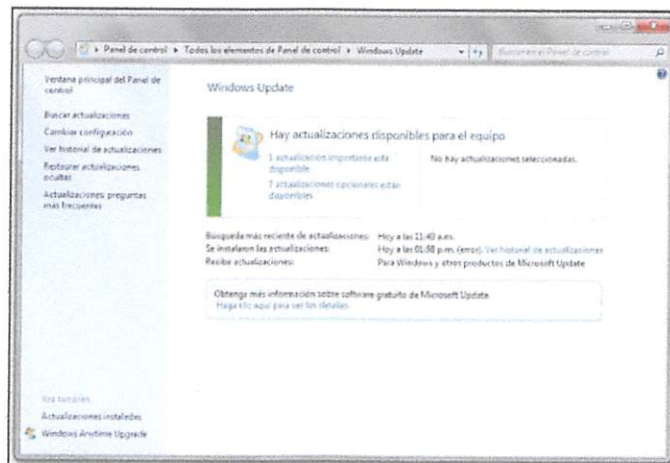 Panel de control ▸ Todos los elementos de Panel de control ▸ Windows Update
Buscar en el Panel de control
Ventana principal del Panel de
control
Buscar actualizaciones
Cambiar configuración
Ver historial de actualizaciones
Restaurar actualizaciones
ocultas
Actualizaciones: preguntas
más frecuentes
Windows Update
Hay actualizaciones disponibles para el equipo
1 actualización importante está
disponible
7 actualizaciones opcionales están
disponibles
No hay actualizaciones seleccionadas.
Búsqueda más reciente de actualizaciones: Hoy a las 11:40 a.m.
Se instalaron las actualizaciones: Hoy a las 01:58 p.m. (error). Ver historial de actualizaciones
Recibe actualizaciones: Para Windows y otros productos de Microsoft Update
Obtenga más información sobre software gratuito de Microsoft Update.
Haga clic aquí para ver los detalles.
Vea también
Actualizaciones instaladas
Windows Anytime Upgrade